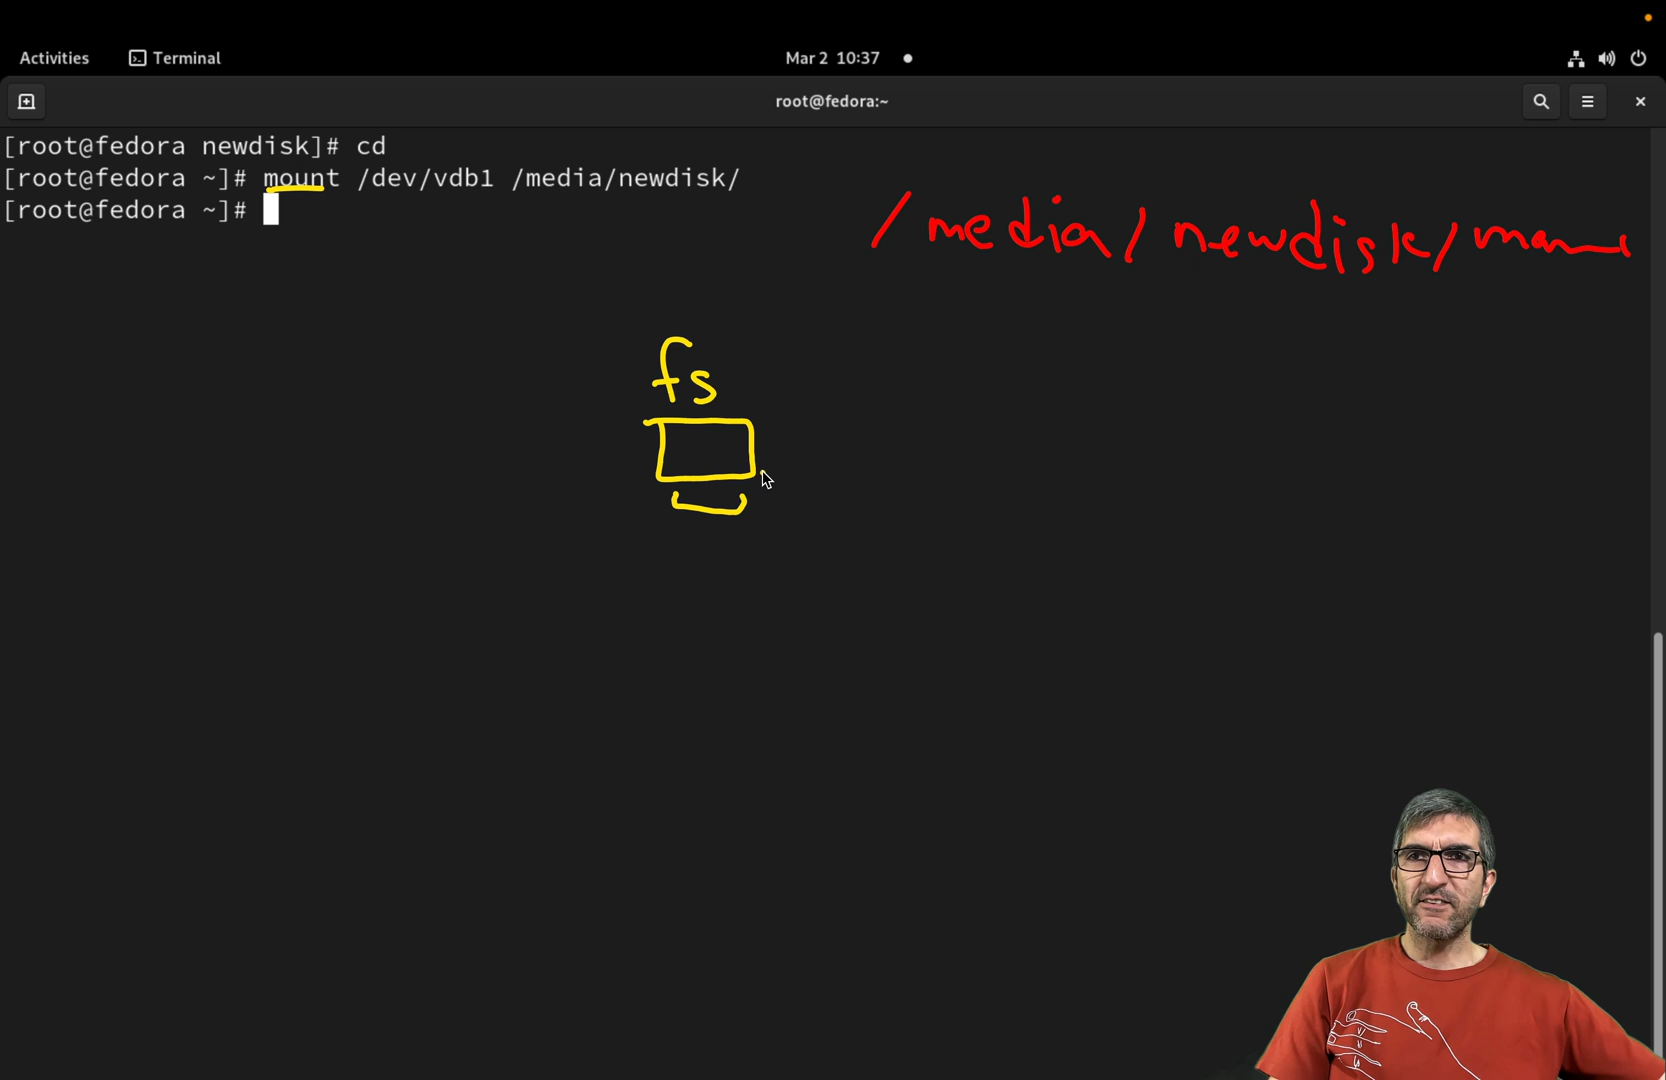 Activities Terminal Mar 2 10:37
root@fedora:~
[root@fedora newdisk]# cd
[root@fedora ~]# mount /dev/vdb1 /media/newdisk/
[root@fedora ~]#
/media/newdisk/
fs